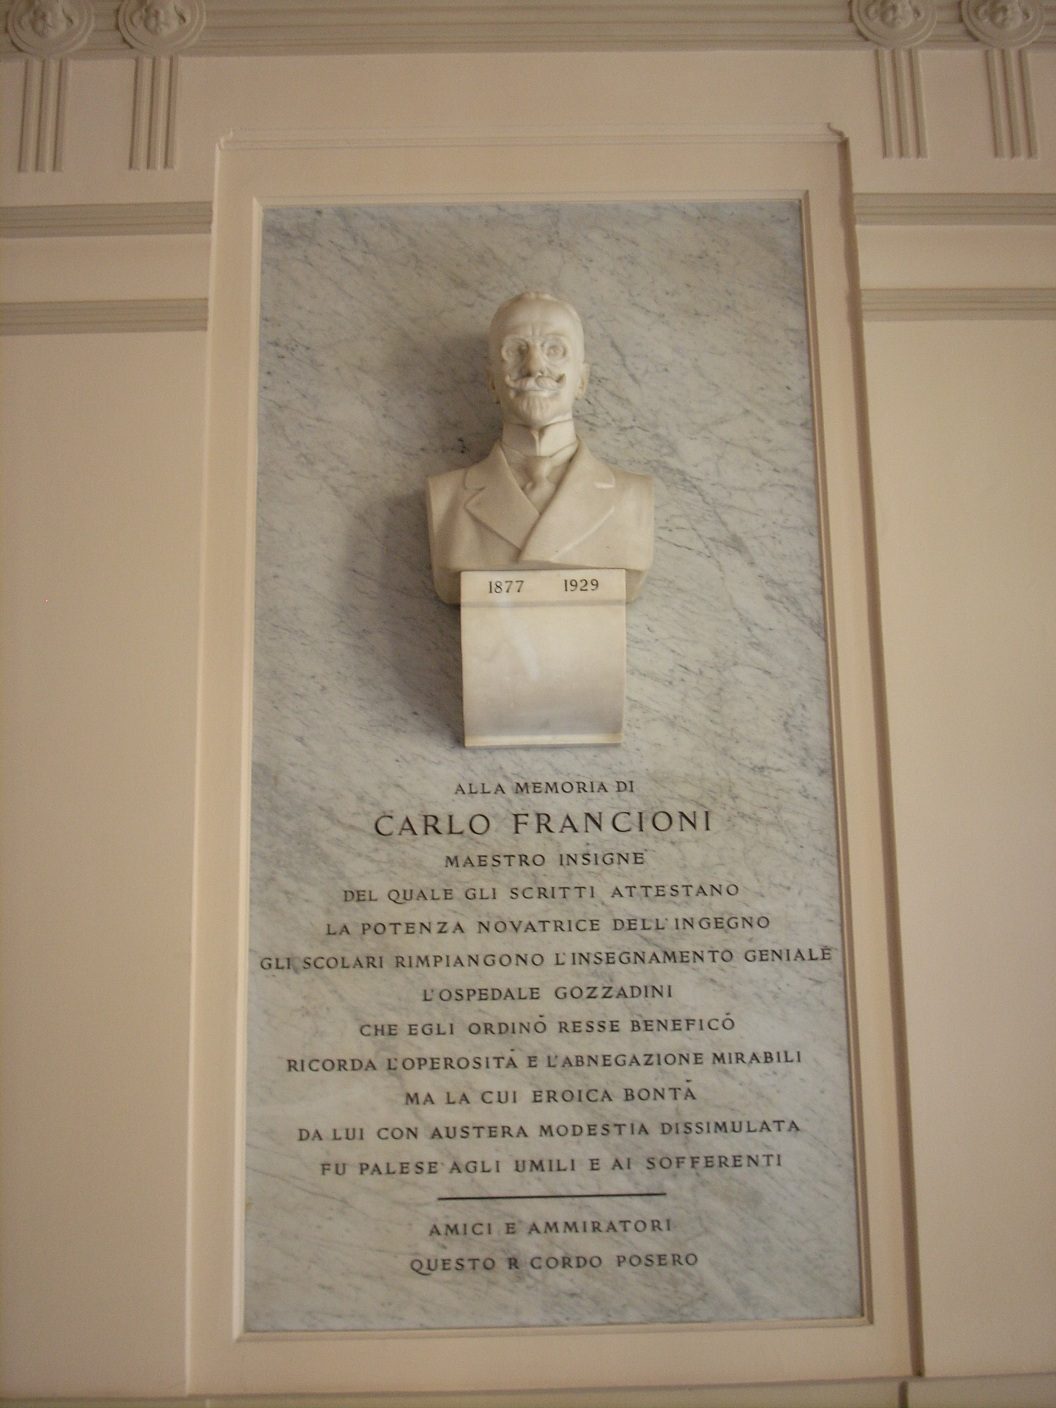 1877 1929
ALLA MEMORIA DI
CARLO FRANCIONI
MAESTRO INSIGNE
DEL QUALE GLI SCRITTI ATTESTANO
LA POTENZA NOVATRICE DELL'INGEGNO
GLI SCOLARI RIMPIANGONO L'INSEGNAMENTO GENIALE
L'OSPEDALE GOZZADINI
CHE EGLI ORDINÒ RESSE BENEFICÒ
RICORDA L'OPEROSITÀ E L'ABNEGAZIONE MIRABILI
MA LA CUI EROICA BONTÀ
DA LUI CON AUSTERA MODESTIA DISSIMULATA
FU PALESE AGLI UMILI E AI SOFFERENTI
AMICI E AMMIRATORI
QUESTO R CORDO POSERO